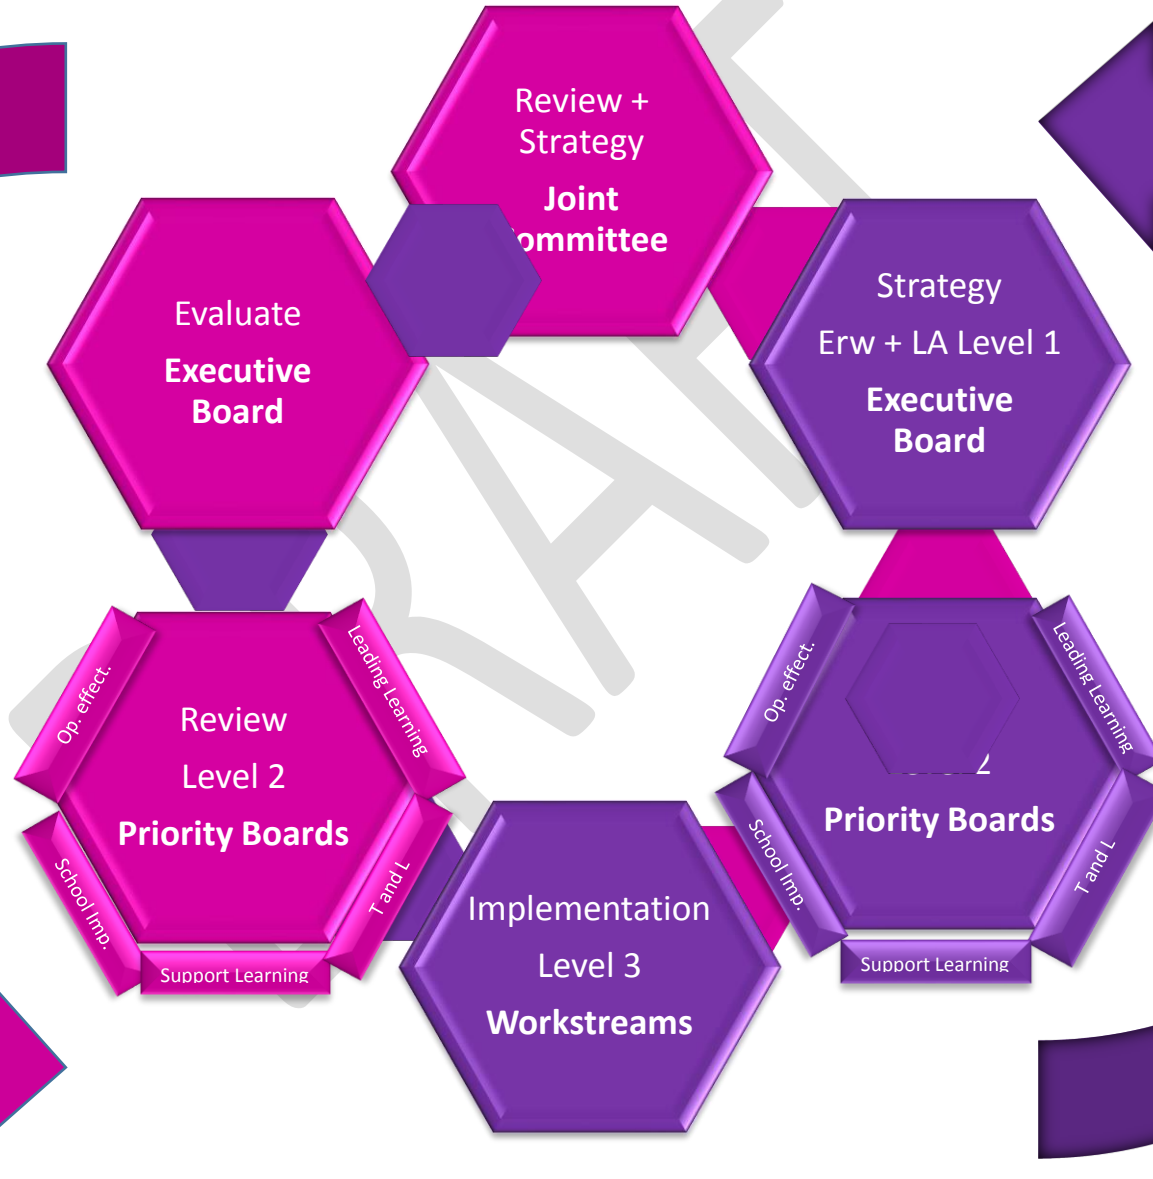 Review +
Strategy
Joint
ommittee
Strategy
Erw + LA Level 1
Executive
Board
Evaluate
Executive
Board
Op. effect.
Leading Learning
2
Priority Boards
School Imp.
T and L
Support Learning
Implementation
Level 3
Workstreams
Op. effect.
Leading Learning
Review
Level 2
Priority Boards
School Imp.
T and L
Support Learning
DRAFT